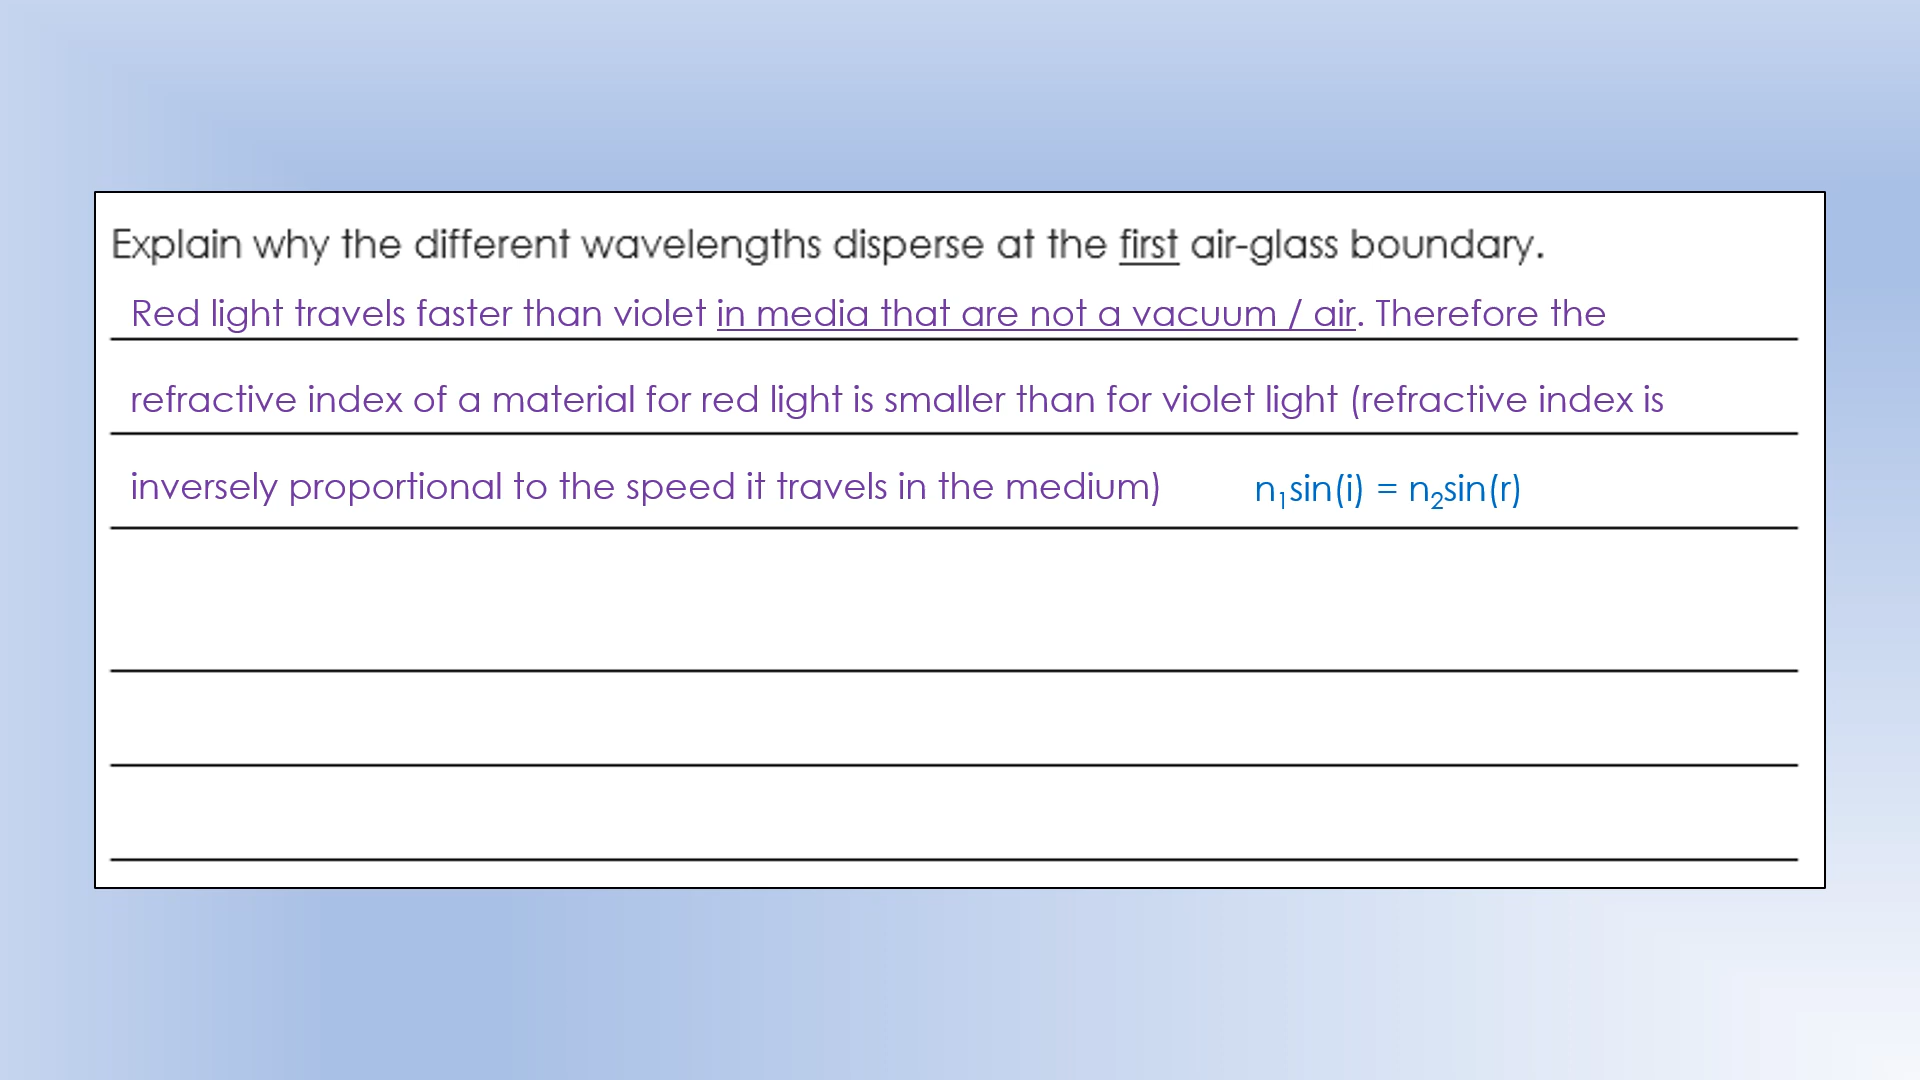 Explain why the different wavelengths disperse at the first air-glass boundary.
Red light travels faster than violet in media that are not a vacuum / air. Therefore the
refractive index of a material for red light is smaller than for violet light (refractive index is
inversely proportional to the speed it travels in the medium) n₁sin(i) = n₂sin(r)